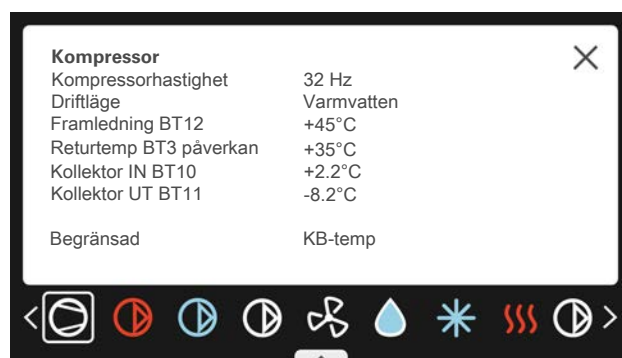 Kompressor
Kompressorhastighet 32 Hz
Driftläge Varmvatten
Framledning BT12 +45°C
Returtemp BT3 påverkan +35°C
Kollektor IN BT10 +2.2°C
Kollektor UT BT11 -8.2°C
Begränsad KB-temp